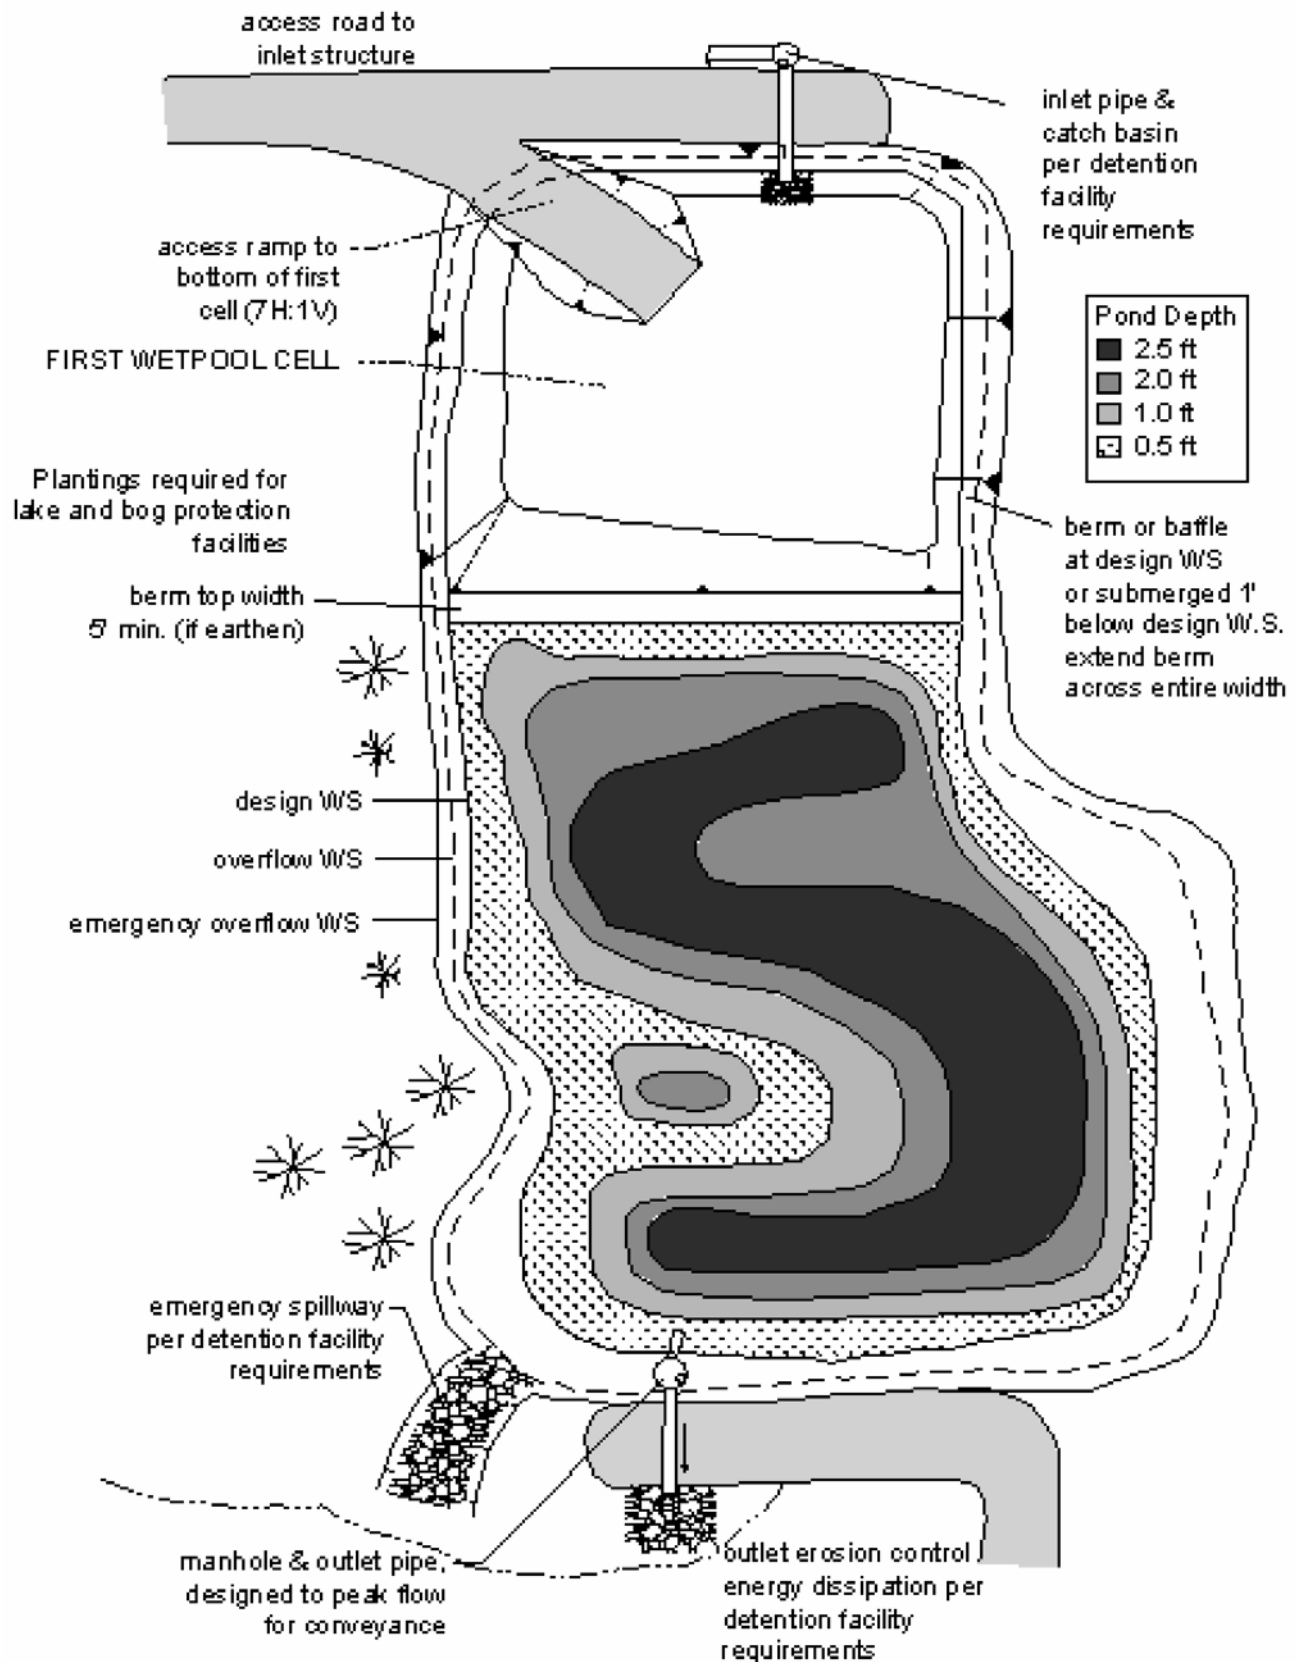 access road to
inlet structure
inlet pipe &
catch basin
per detention
facility
requirements
access ramp to
bottom of first
cell (7H:1V)
Pond Depth
2.5 ft
2.0 ft
1.0 ft
0.5 ft
FIRST WETPOOL CELL
Plantings required for
lake and bog protection
facilities
berm or baffle
at design WS
or submerged 1'
below design W.S.
extend berm
across entire width
berm top width
5' min. (if earthen)
design WS
overflow WS
emergency overflow WS
emergency spillway
per detention facility
requirements
manhole & outlet pipe,
designed to peak flow
for conveyance
outlet erosion control
energy dissipation per
detention facility
requirements